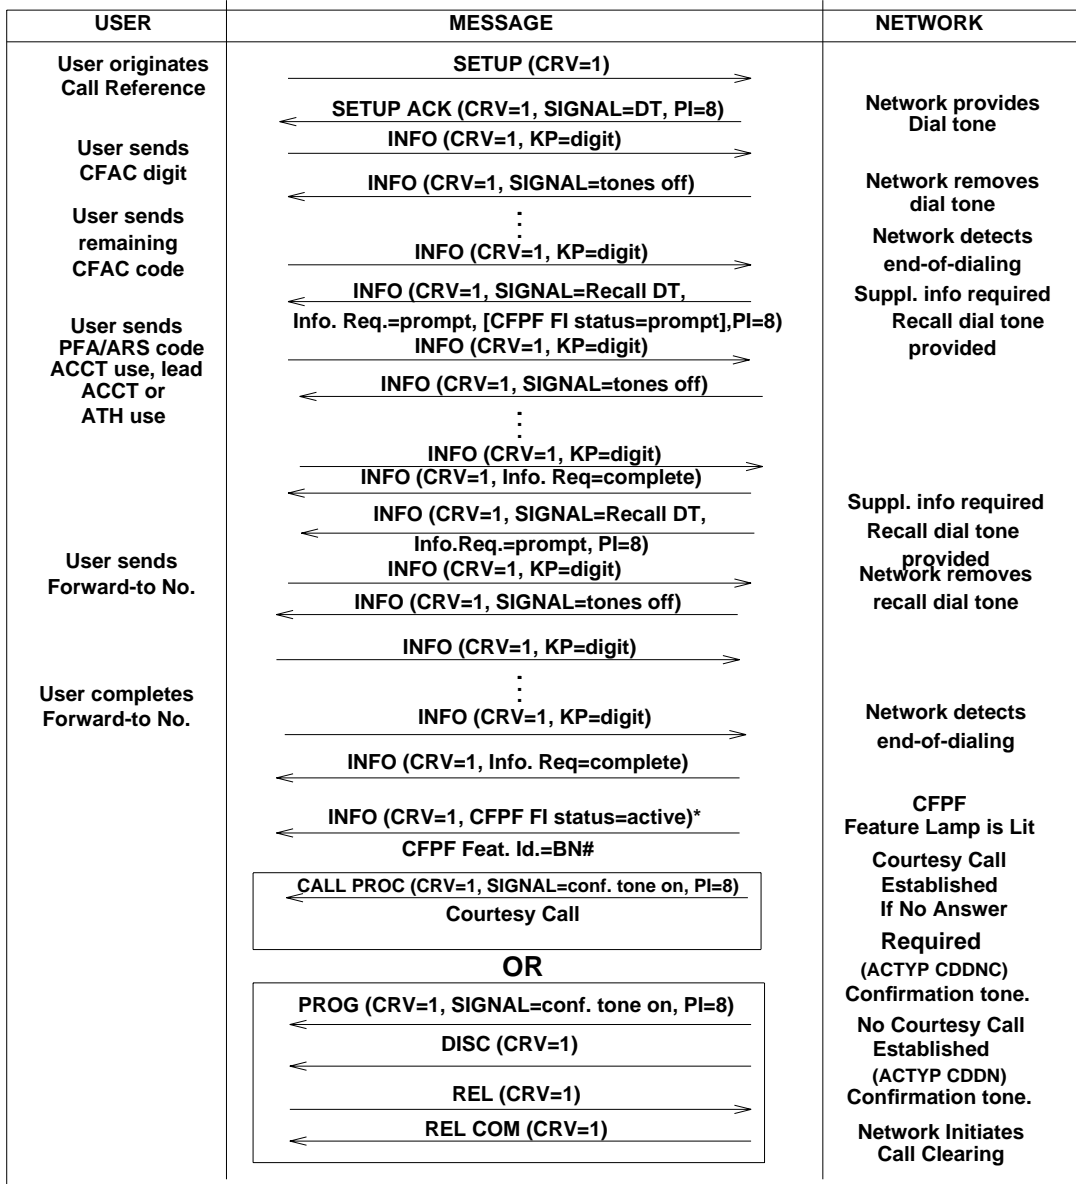 USER MESSAGE NETWORK
User originates
Call Reference
SETUP (CRV=1)
SETUP ACK (CRV=1, SIGNAL=DT, PI=8)
Network provides
Dial tone
User sends
CFAC digit
INFO (CRV=1, KP=digit)
INFO (CRV=1, SIGNAL=tones off)
Network removes
dial tone
User sends
remaining
CFAC code
INFO (CRV=1, KP=digit)
Network detects
end-of-dialing
INFO (CRV=1, SIGNAL=Recall DT,
Info. Req.=prompt, [CFPF FI status=prompt],PI=8)
Suppl. info required
Recall dial tone
provided
User sends
PFA/ARS code
ACCT use, lead
ACCT or
ATH use
INFO (CRV=1, KP=digit)
INFO (CRV=1, SIGNAL=tones off)
INFO (CRV=1, KP=digit)
INFO (CRV=1, Info. Req=complete)
INFO (CRV=1, SIGNAL=Recall DT,
Info.Req.=prompt, PI=8)
Suppl. info required
Recall dial tone
provided
User sends
Forward-to No.
INFO (CRV=1, KP=digit)
INFO (CRV=1, SIGNAL=tones off)
Network removes
recall dial tone
INFO (CRV=1, KP=digit)
User completes
Forward-to No.
INFO (CRV=1, KP=digit)
Network detects
end-of-dialing
INFO (CRV=1, Info. Req=complete)
INFO (CRV=1, CFPF FI status=active)*
CFPF Feat. Id.=BN#
CFPF
Feature Lamp is Lit
CALL PROC (CRV=1, SIGNAL=conf. tone on, PI=8)
Courtesy Call
Courtesy Call
Established
If No Answer
Required
(ACTYP CDDNC)
Confirmation tone.
OR
PROG (CRV=1, SIGNAL=conf. tone on, PI=8)
DISC (CRV=1)
REL (CRV=1)
REL COM (CRV=1)
No Courtesy Call
Established
(ACTYP CDDN)
Confirmation tone.
Network Initiates
Call Clearing